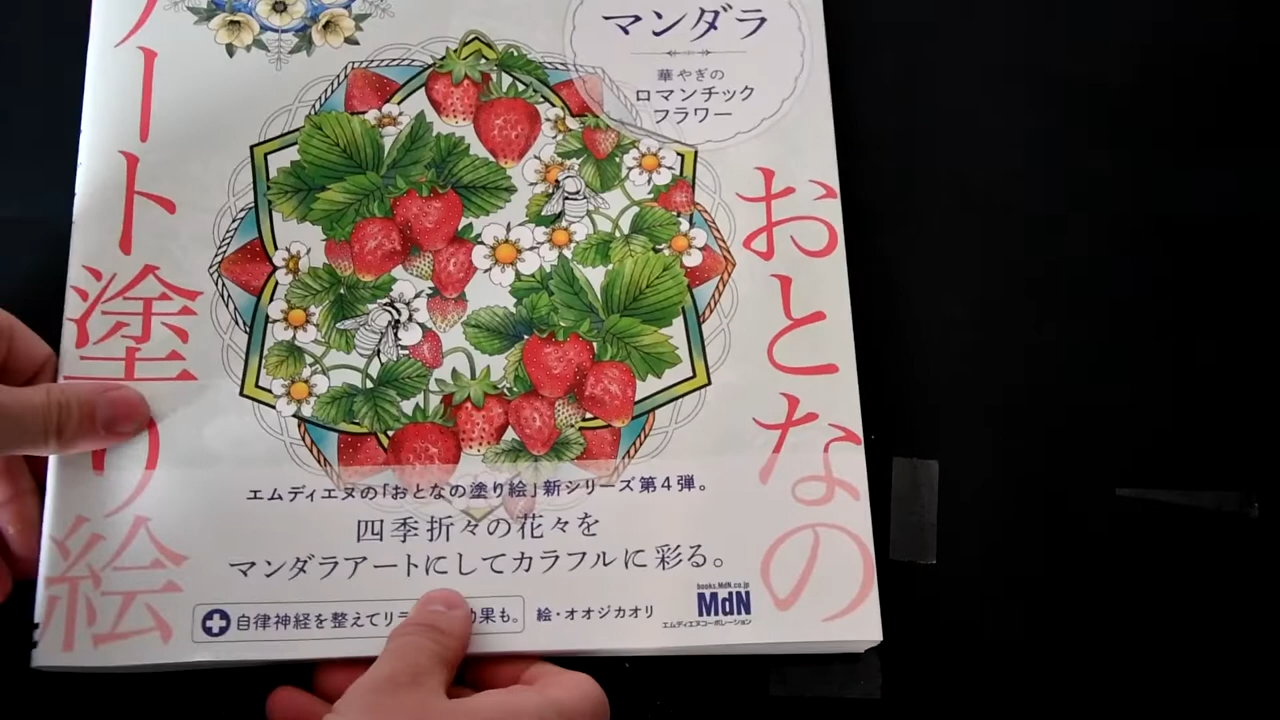 マンダラ
華やぎの
ロマンチック
フラワー
おとなの
ート塗り絵
エムディエヌの「おとなの塗り絵」新シリーズ第4弾。
四季折々の花々を
マンダラアートにしてカラフルに彩る。
自律神経を整えてリラ 効果も。
絵・オオジカオリ
books.MdN.co.jp
MdN
エムディエヌコーポレーション